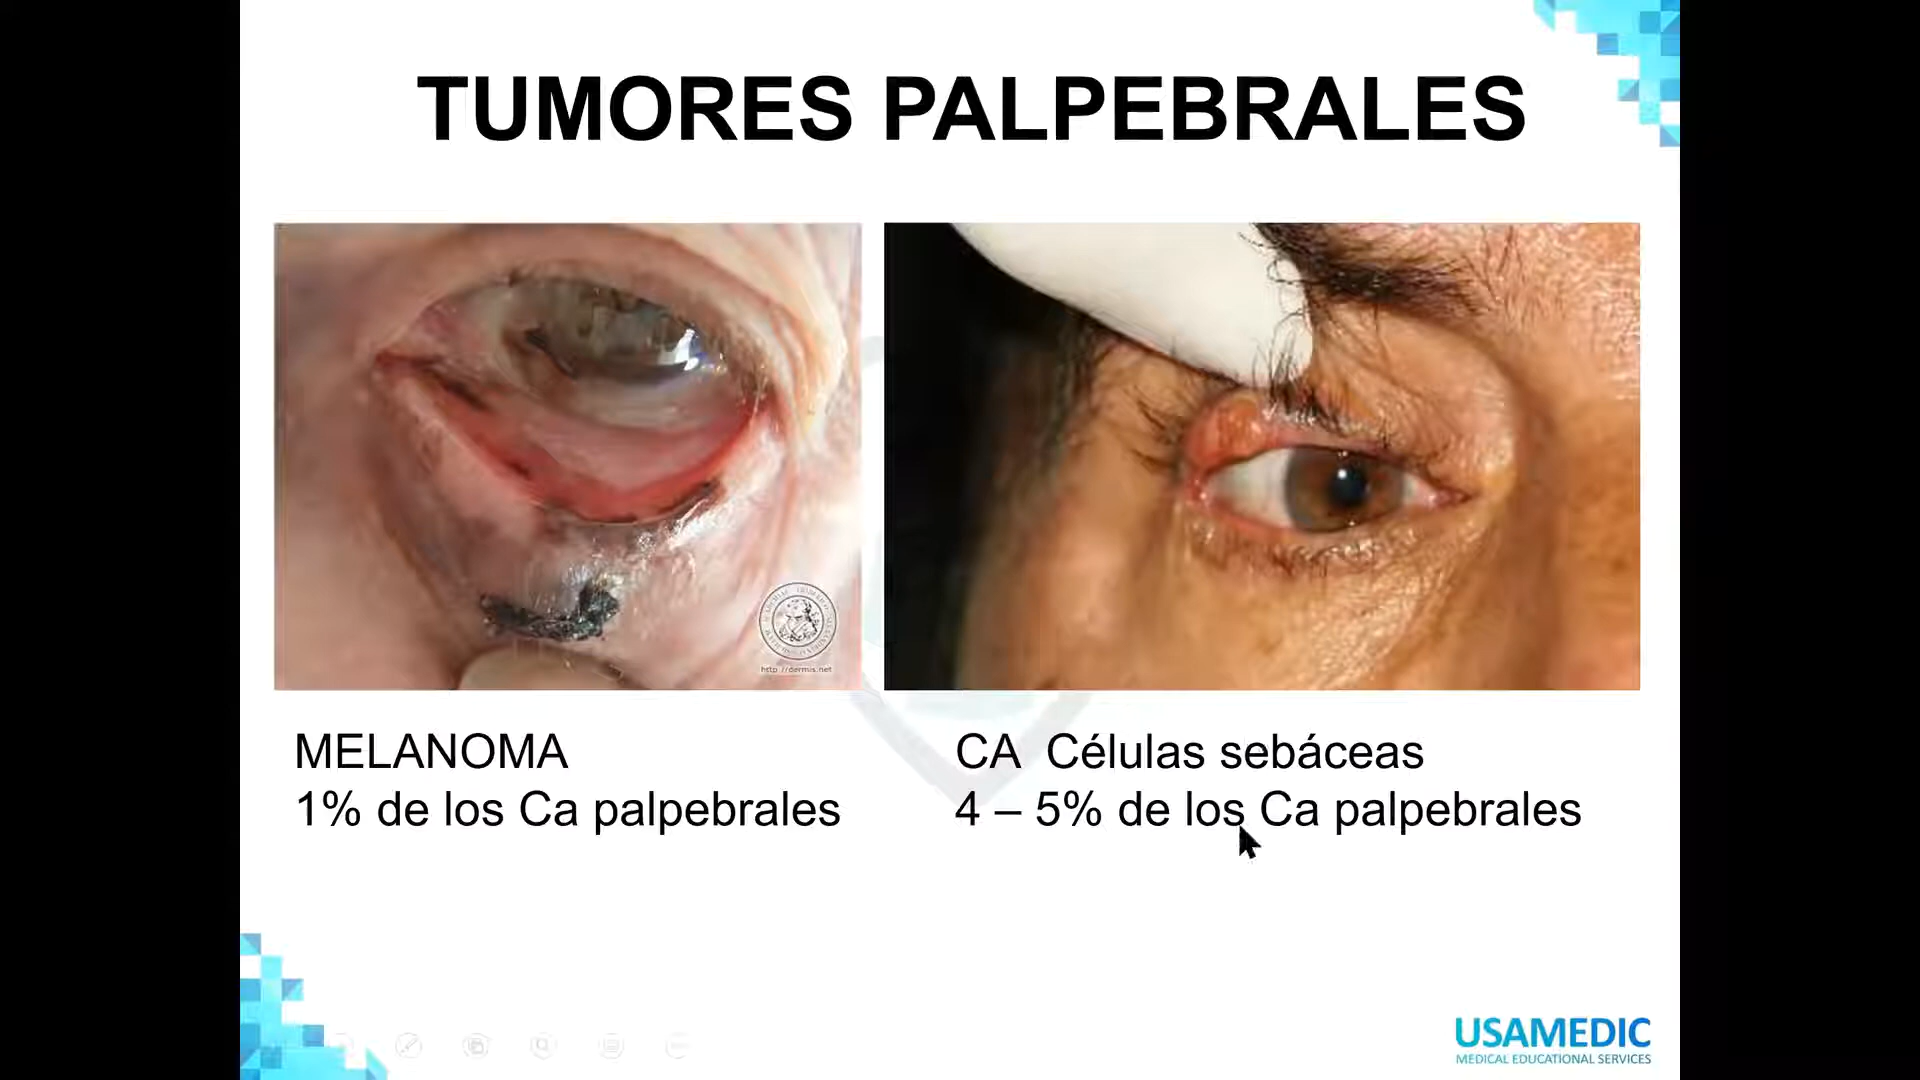 TUMORES PALPEBRALES
http://dermis.net
MELANOMA
1% de los Ca palpebrales
CA Células sebáceas
4 – 5% de los Ca palpebrales
USAMEDIC
MEDICAL EDUCATIONAL SERVICES